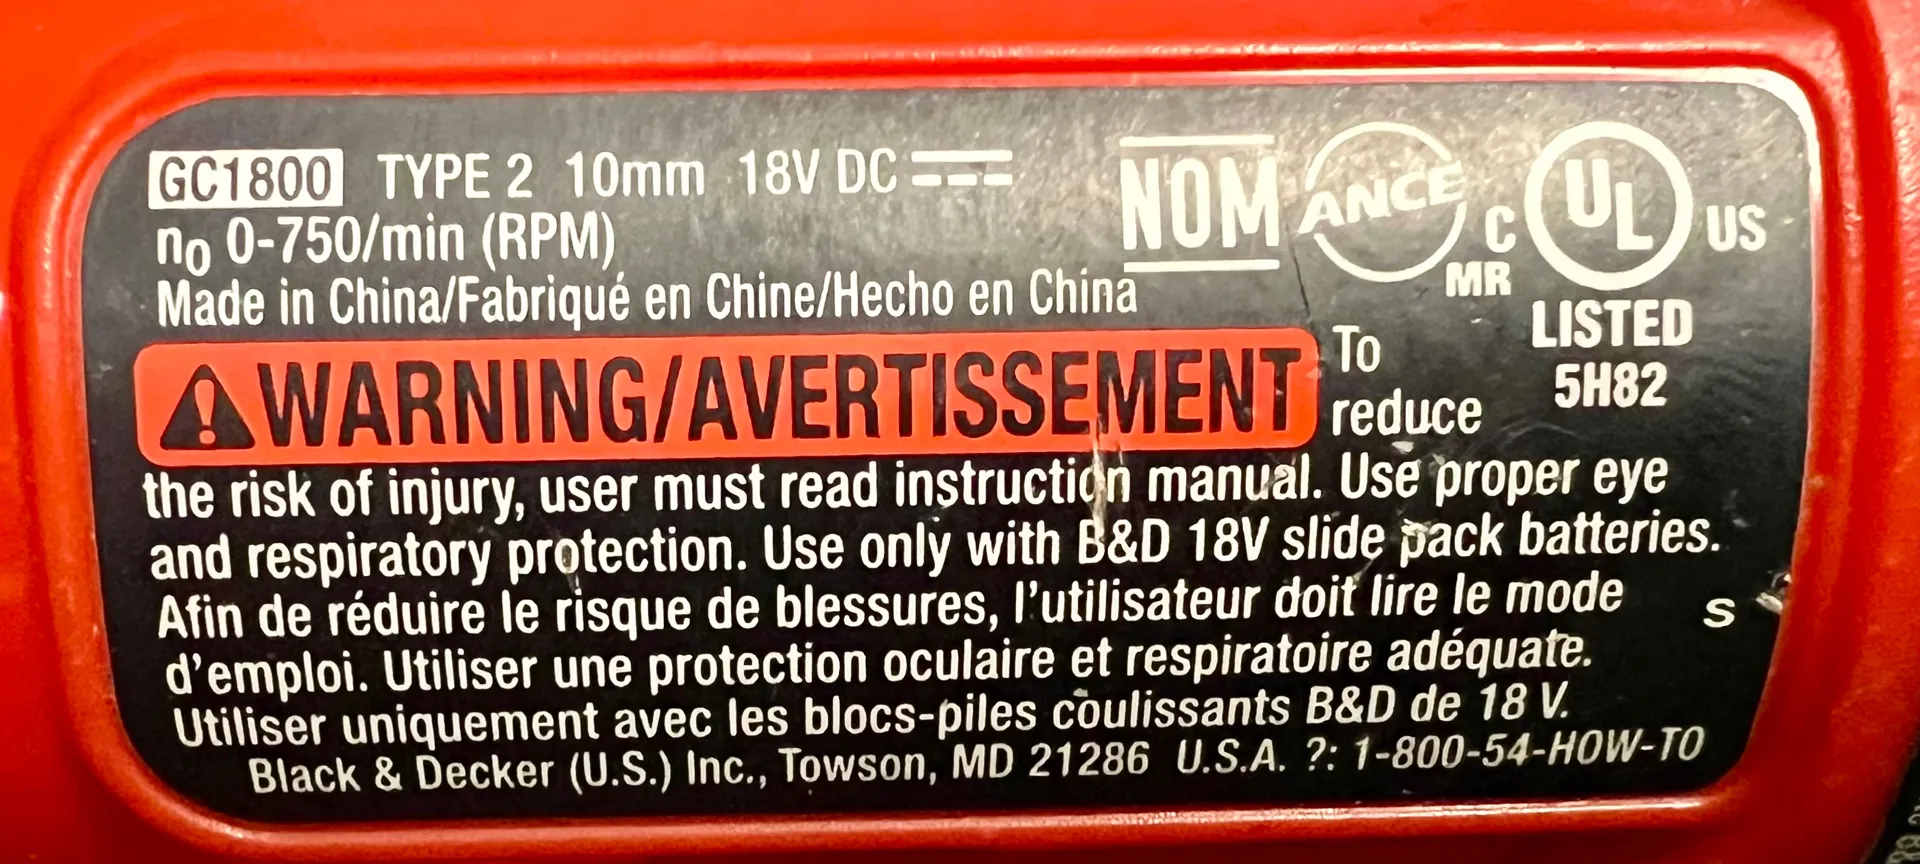 GC1800 TYPE 2 10mm 18V DC
no 0-750/min (RPM)
Made in China/Fabriqué en Chine/Hecho en China
NOM
ANCE
MR
C UL US
LISTED
5H82
WARNING/AVERTISSEMENT To
reduce
the risk of injury, user must read instruction manual. Use proper eye
and respiratory protection. Use only with B&D 18V slide pack batteries.
Afin de réduire le risque de blessures, l'utilisateur doit lire le mode
d'emploi. Utiliser une protection oculaire et respiratoire adéquate.
Utiliser uniquement avec les blocs-piles coulissants B&D de 18 V.
S
Black & Decker (U.S.) Inc., Towson, MD 21286 U.S.A. ?: 1-800-54-HOW-TO